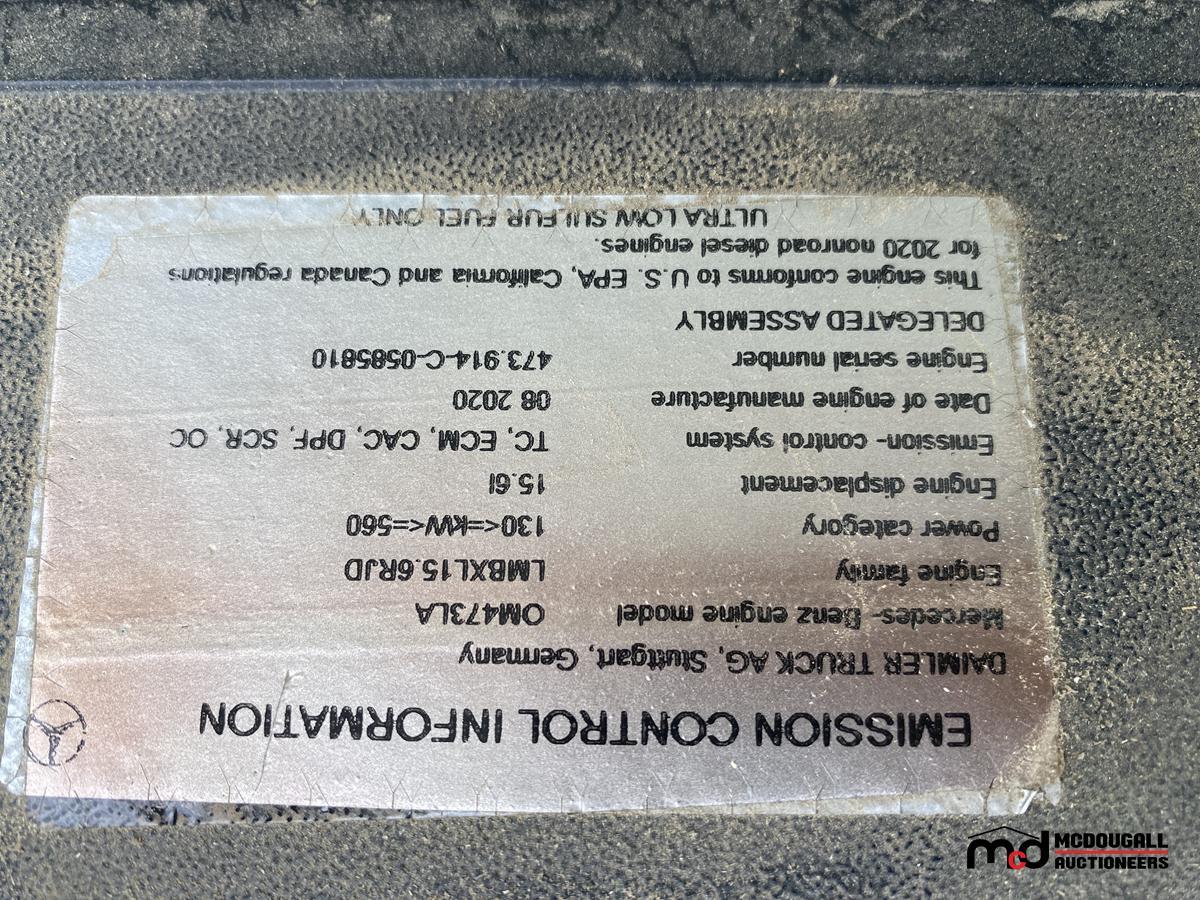 EMISSION CONTROL INFORMATION
DAIMLER TRUCK AG, Stuttgart, Germany
Mercedes- Benz engine model OM473LA
Engine family LMBXL15.6RJD
Power category 130<=kW<=560
Engine displacement 15.6l
Emission- control system TC, ECM, CAC, DPF, SCR, OC
Date of engine manufacture 08 2020
Engine serial number 473.914-C-0585810
DELEGATED ASSEMBLY
This engine conforms to U.S. EPA, California and Canada regulations
for 2020 nonroad diesel engines.
ULTRA LOW SULFUR FUEL ONLY
mcd MCDOUGALL
AUCTIONEERS